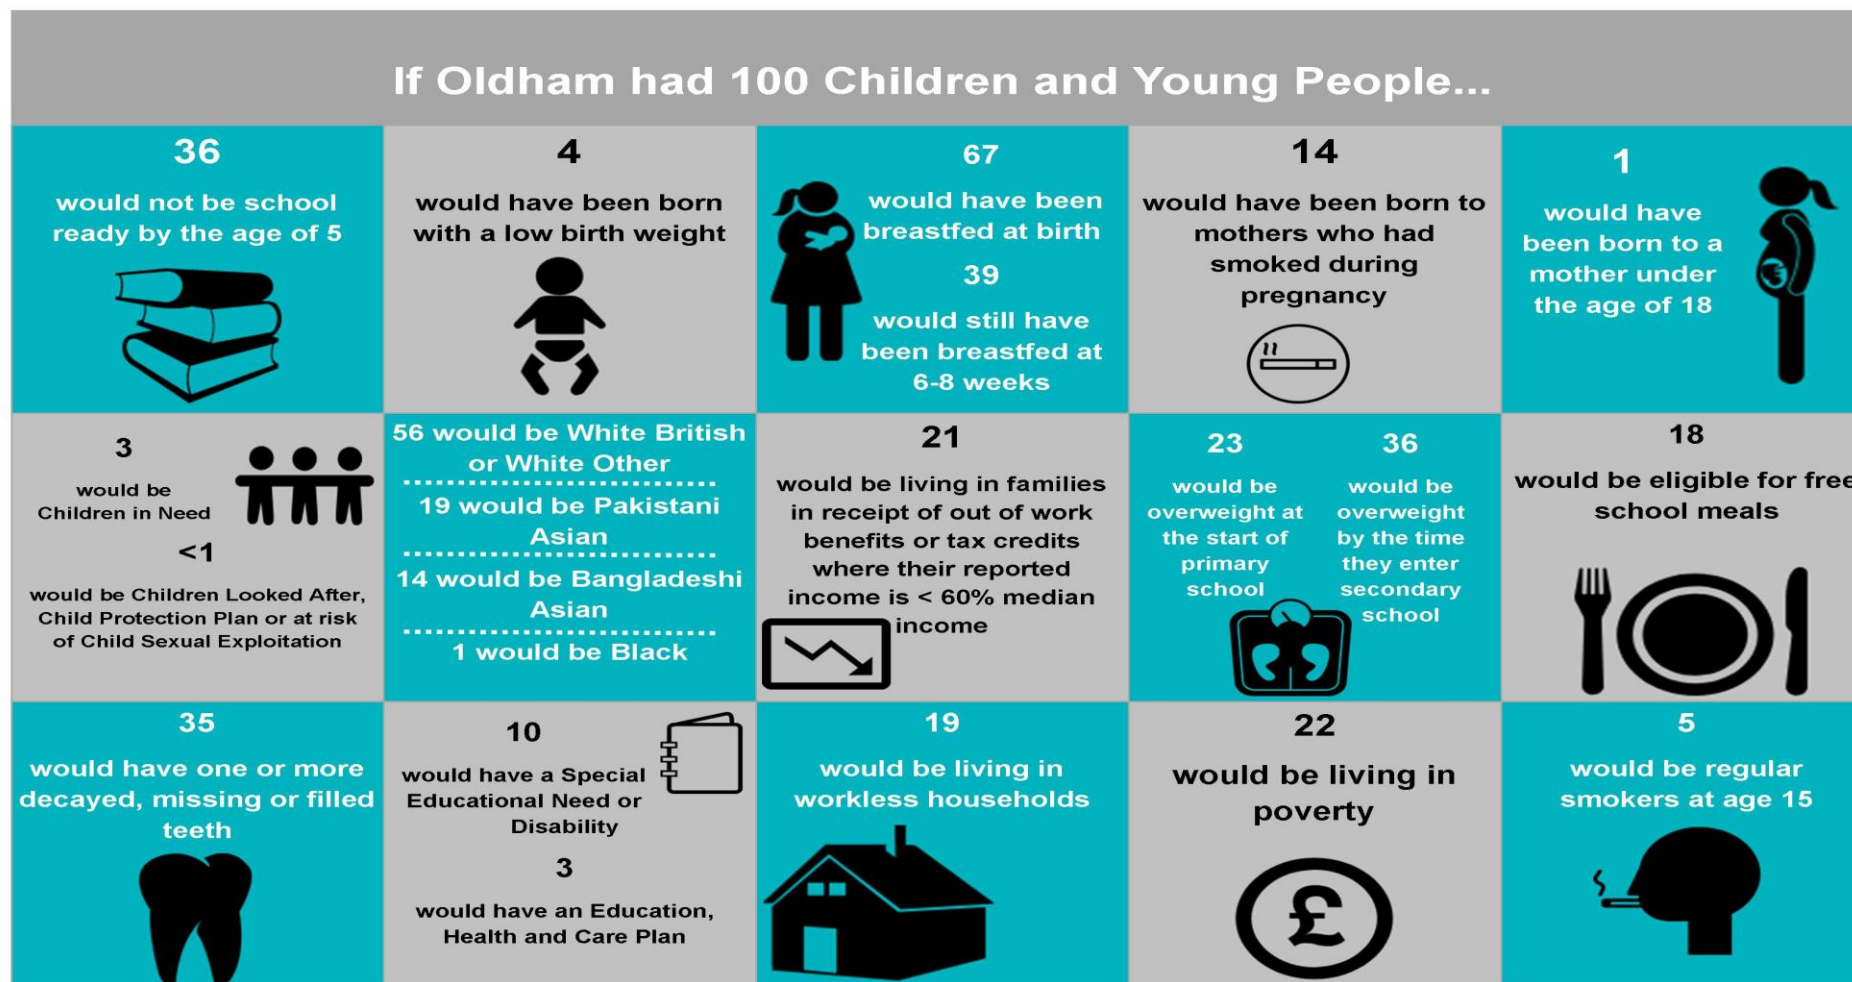 If Oldham had 100 Children and Young People...
36
would not be school
ready by the age of 5
4
would have been born
with a low birth weight
67
would have been
breastfed at birth
39
would still have
been breastfed at
6-8 weeks
14
would have been born to
mothers who had
smoked during
pregnancy
1
would have
been born to a
mother under
the age of 18
3
would be
Children in Need
<1
would be Children Looked After,
Child Protection Plan or at risk
of Child Sexual Exploitation
56 would be White British
or White Other
19 would be Pakistani
Asian
14 would be Bangladeshi
Asian
1 would be Black
21
would be living in families
in receipt of out of work
benefits or tax credits
where their reported
income is < 60% median
income
23
would be
overweight at
the start of
primary
school
36
would be
overweight
by the time
they enter
secondary
school
18
would be eligible for free
school meals
35
would have one or more
decayed, missing or filled
teeth
10
would have a Special
Educational Need or
Disability
3
would have an Education,
Health and Care Plan
19
would be living in
workless households
22
would be living in
poverty
£
5
would be regular
smokers at age 15